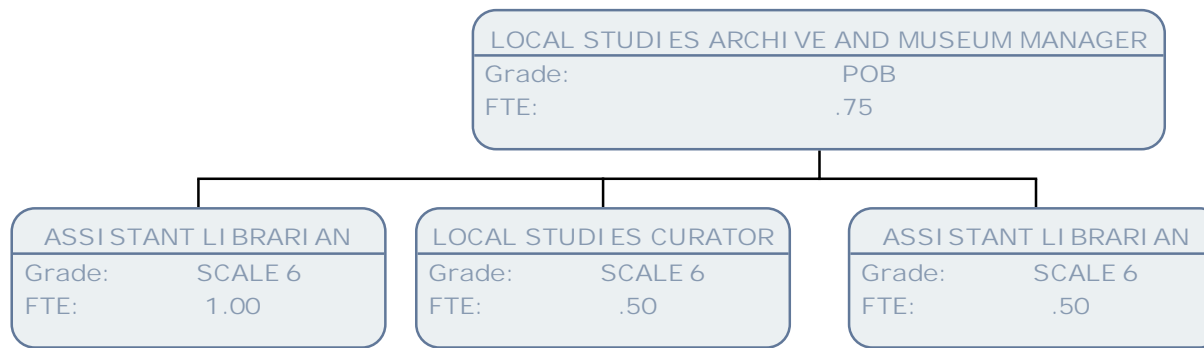 LOCAL STUDIES ARCHIVE AND MUSEUM MANAGER
Grade: POB
FTE: .75
ASSISTANT LIBRARIAN
Grade: SCALE 6
FTE: 1.00
LOCAL STUDIES CURATOR
Grade: SCALE 6
FTE: .50
ASSISTANT LIBRARIAN
Grade: SCALE 6
FTE: .50